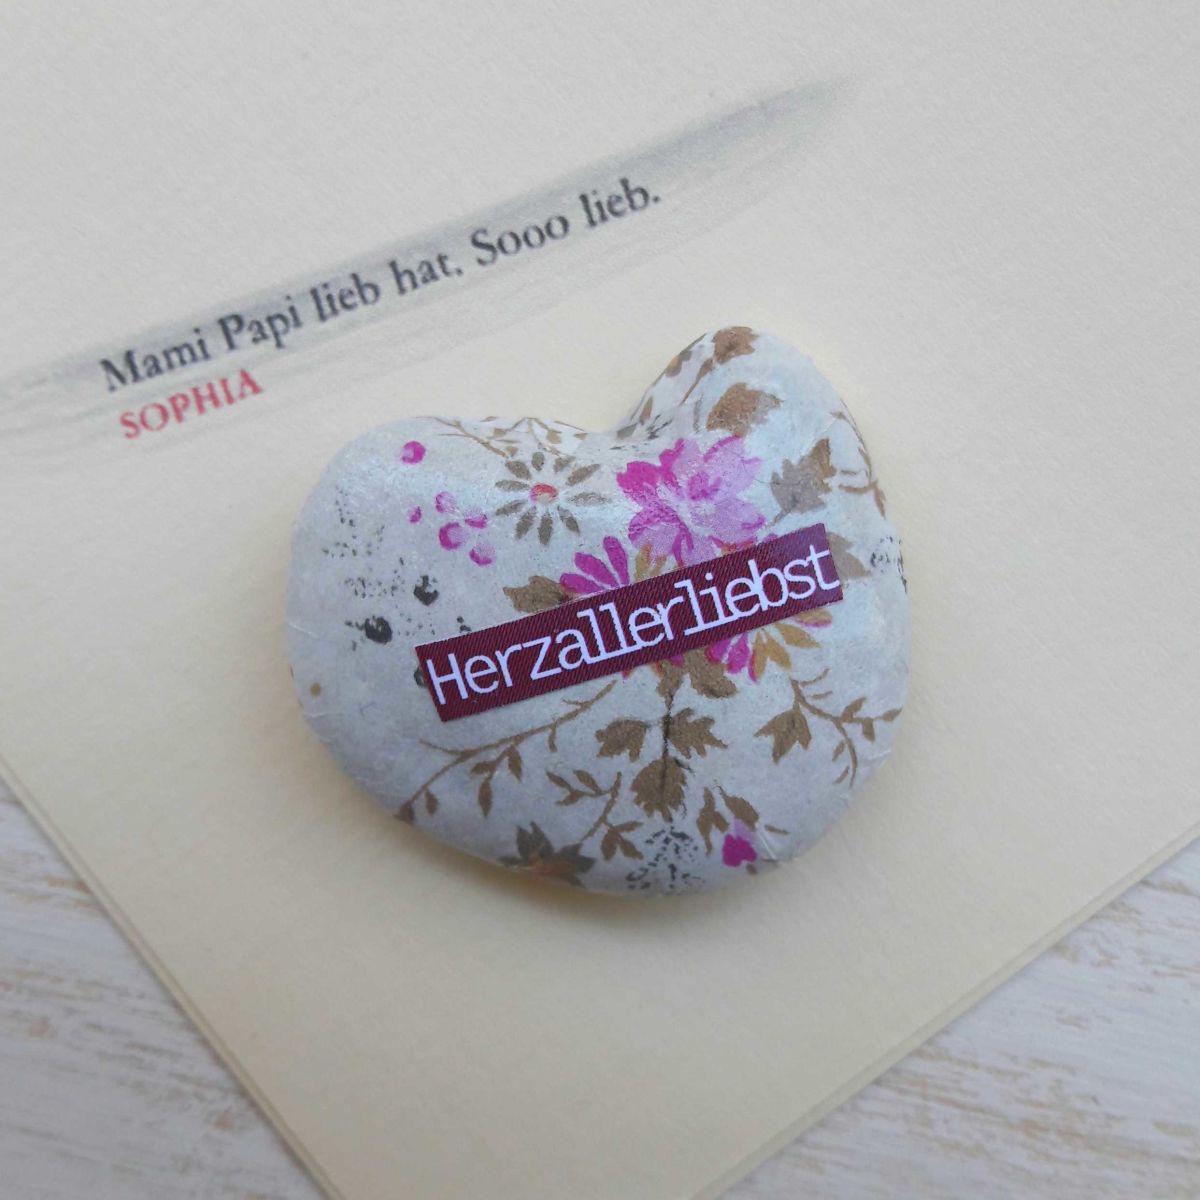 Mami Papi lieb hat. Sooo lieb.
SOPHIA
Herzallerliebst